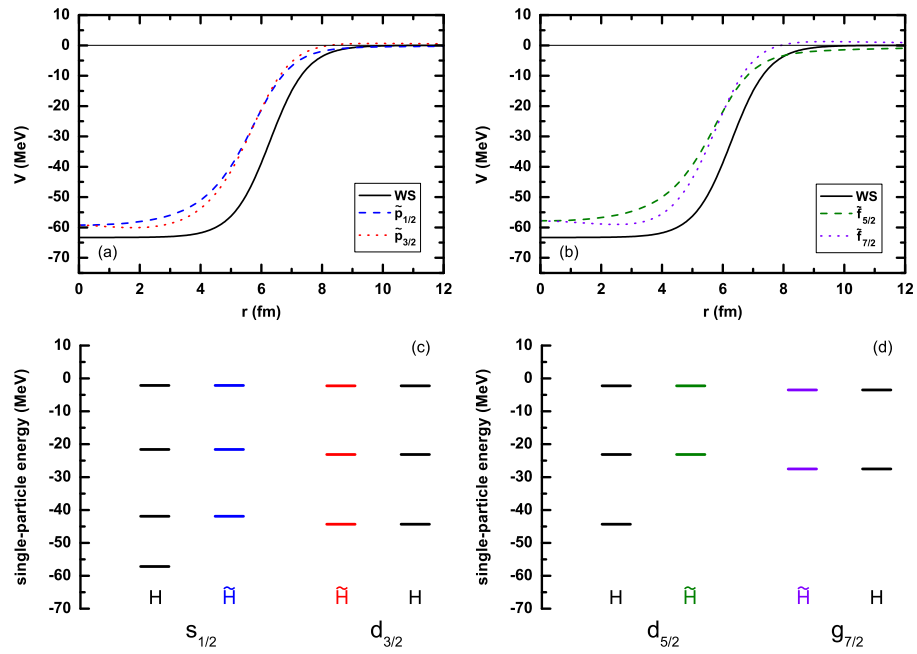 10
0
-10
-20
-30
-40
-50
-60
-70
V (MeV)
0 2 4 6 8 10 12
r (fm)
WS
p̃1/2
p̃3/2
(a)
10
0
-10
-20
-30
-40
-50
-60
-70
V (MeV)
0 2 4 6 8 10 12
r (fm)
WS
f̃5/2
f̃7/2
(b)
10
0
-10
-20
-30
-40
-50
-60
-70
single-particle energy (MeV)
(c)
H H̃ H̃ H
s1/2 d3/2
10
0
-10
-20
-30
-40
-50
-60
-70
single-particle energy (MeV)
(d)
H H̃ H̃ H
d5/2 g7/2